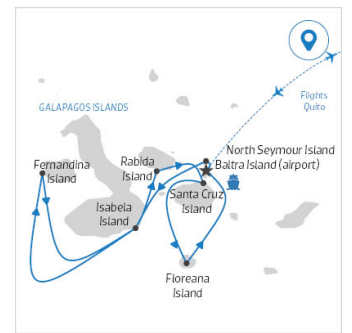 GALAPAGOS ISLANDS
Flights
Quito
North Seymour Island
Baltra Island (airport)
Fernandina
Island
Rabida
Island
Santa Cruz
Island
Isabela
Island
Floreana
Island